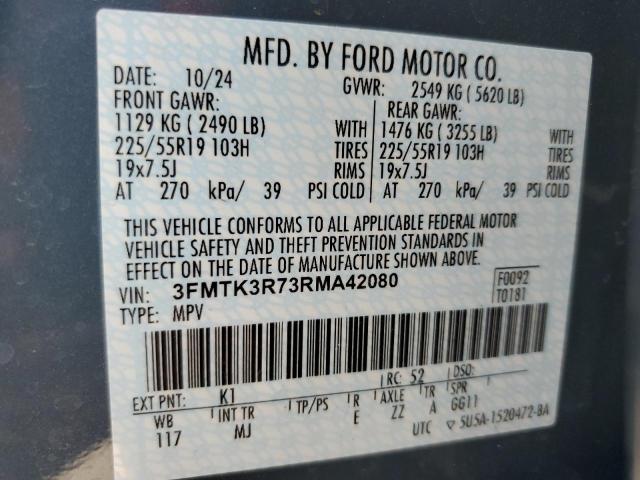 MFD. BY FORD MOTOR CO.
DATE: 10/24 GVWR: 2549 KG ( 5620 LB)
FRONT GAWR: REAR GAWR:
1129 KG ( 2490 LB) WITH 1476 KG ( 3255 LB) WITH
225/55R19 103H TIRES 225/55R19 103H TIRES
19x7.5J RIMS 19x7.5J RIMS
AT 270 kPa/ 39 PSI COLD AT 270 kPa/ 39 PSI COLD
THIS VEHICLE CONFORMS TO ALL APPLICABLE FEDERAL MOTOR
VEHICLE SAFETY AND THEFT PREVENTION STANDARDS IN
EFFECT ON THE DATE OF MANUFACTURE SHOWN ABOVE.
VIN: 3FMTK3R73RMA42080 F0092
TYPE: MPV T0181
EXT PNT: K1 RC: 52 DSO:
WB INT TR TP/PS R AXLE TR SPR
117 MJ E ZZ A GG11
UTC ▽ 5USA-1520472-BA